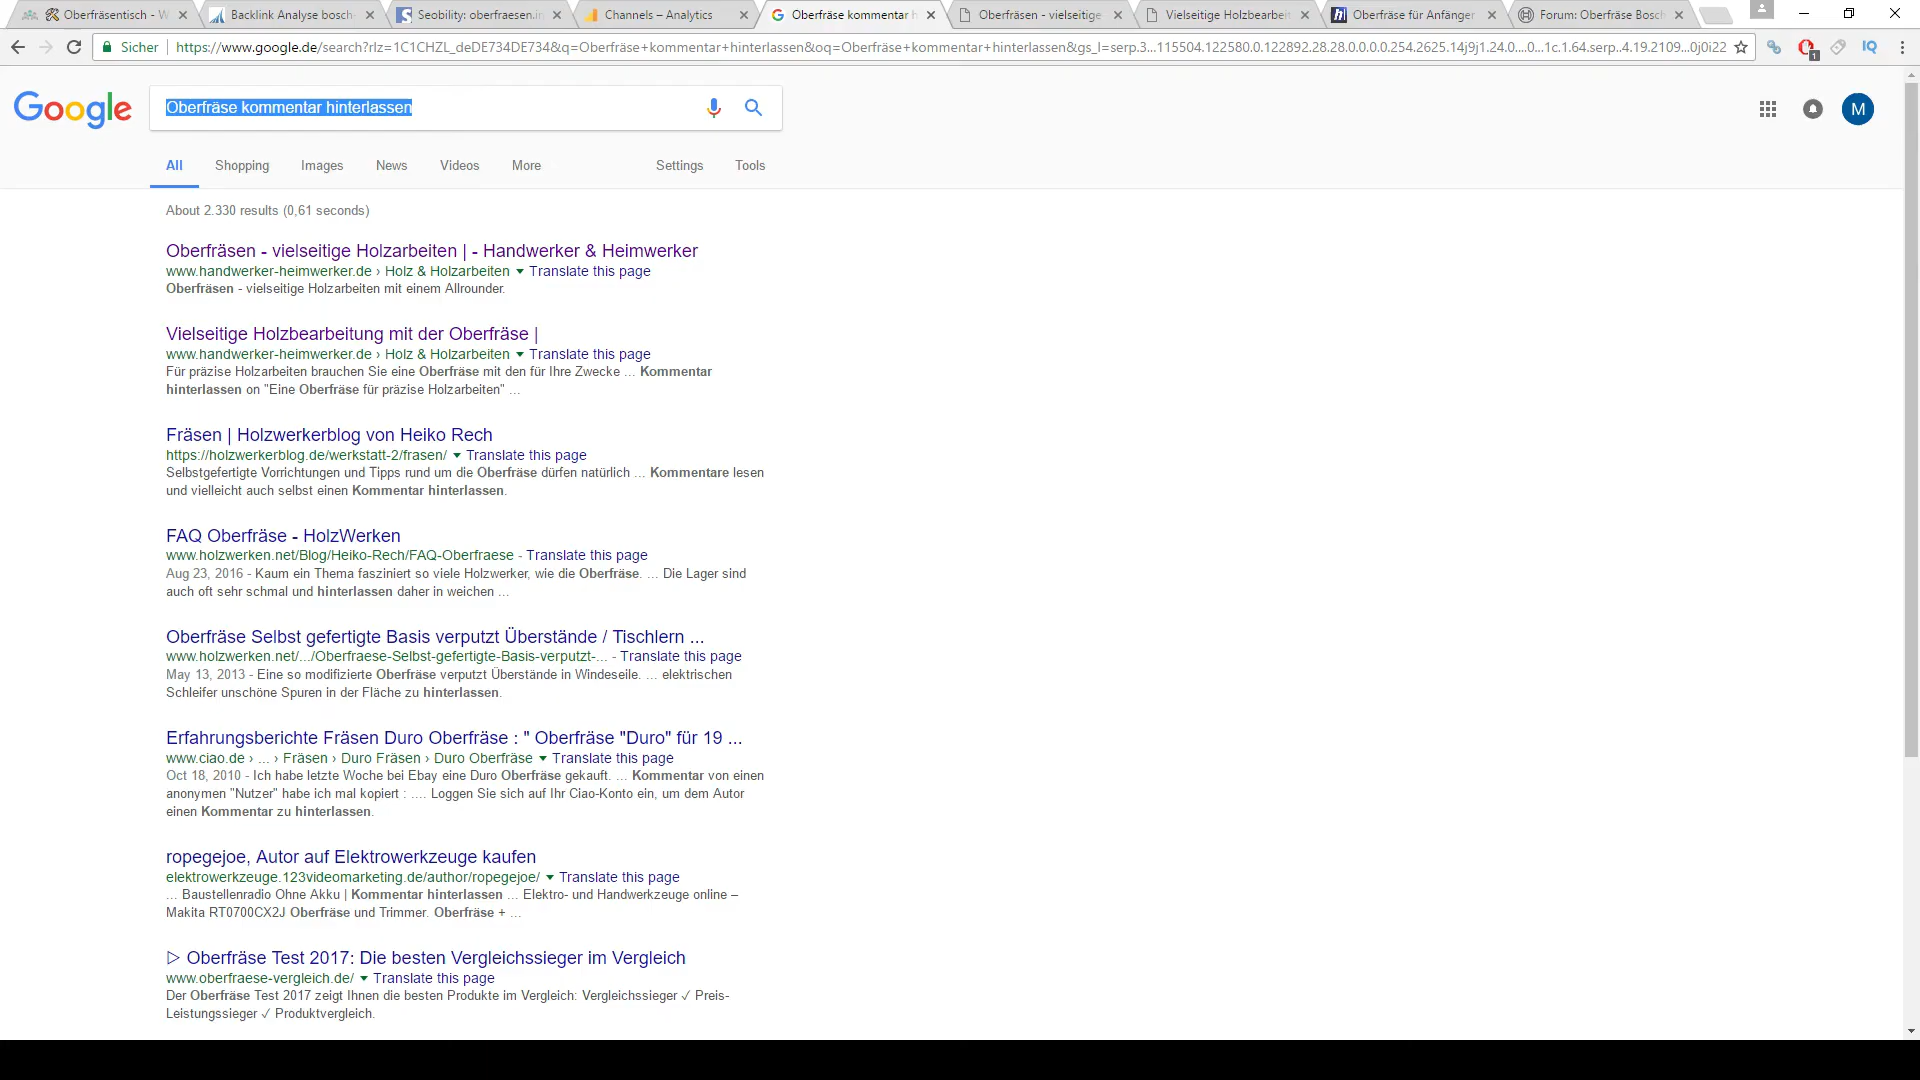 Oberfräsentisch - W
Backlink Analyse bosch-
Seobility: oberfraesen.in
Channels – Analytics
Oberfräse kommentar h
Oberfräsen - vielseitige
Vielseitige Holzbearbeit
Oberfräse für Anfänger
Forum: Oberfräse Bosch
Sicher
https://www.google.de/search?rlz=1C1CHZL_deDE734DE734&q=Oberfräse+kommentar+hinterlassen&oq=Oberfräse+kommentar+hinterlassen&gs_l=serp.3...115504.122580.0.122892.28.28.0.0.0.0.254.2625.14j9j1.24.0....0...1c.1.64.serp..4.19.2109...0j0i22
1
IQ
Google
Oberfräse kommentar hinterlassen
M
All
Shopping
Images
News
Videos
More
Settings
Tools
About 2.330 results (0,61 seconds)
Oberfräsen - vielseitige Holzarbeiten | - Handwerker & Heimwerker
www.handwerker-heimwerker.de › Holz & Holzarbeiten ▼ Translate this page
Oberfräsen - vielseitige Holzarbeiten mit einem Allrounder.
Vielseitige Holzbearbeitung mit der Oberfräse |
www.handwerker-heimwerker.de › Holz & Holzarbeiten ▼ Translate this page
Für präzise Holzarbeiten brauchen Sie eine Oberfräse mit den für Ihre Zwecke ... Kommentar
hinterlassen on "Eine Oberfräse für präzise Holzarbeiten" ...
Fräsen | Holzwerkerblog von Heiko Rech
https://holzwerkerblog.de/werkstatt-2/frasen/ ▼ Translate this page
Selbstgefertigte Vorrichtungen und Tipps rund um die Oberfräse dürfen natürlich ... Kommentare lesen
und vielleicht auch selbst einen Kommentar hinterlassen.
FAQ Oberfräse - HolzWerken
www.holzwerken.net/Blog/Heiko-Rech/FAQ-Oberfraese - Translate this page
Aug 23, 2016 - Kaum ein Thema fasziniert so viele Holzwerker, wie die Oberfräse. ... Die Lager sind
auch oft sehr schmal und hinterlassen daher in weichen ...
Oberfräse Selbst gefertigte Basis verputzt Überstände / Tischlern ...
www.holzwerken.net/.../Oberfraese-Selbst-gefertigte-Basis-verputzt-... - Translate this page
May 13, 2013 - Eine so modifizierte Oberfräse verputzt Überstände in Windeseile. ... elektrischen
Schleifer unschöne Spuren in der Fläche zu hinterlassen.
Erfahrungsberichte Fräsen Duro Oberfräse : " Oberfräse "Duro" für 19 ...
www.ciao.de › ... › Fräsen › Duro Fräsen › Duro Oberfräse ▼ Translate this page
Oct 18, 2010 - Ich habe letzte Woche bei Ebay eine Duro Oberfräse gekauft. ... Kommentar von einen
anonymen "Nutzer" habe ich mal kopiert : .... Loggen Sie sich auf Ihr Ciao-Konto ein, um dem Autor
einen Kommentar zu hinterlassen.
ropegejoe, Autor auf Elektrowerkzeuge kaufen
elektrowerkzeuge.123videomarketing.de/author/ropegejoe/ ▼ Translate this page
... Baustellenradio Ohne Akku | Kommentar hinterlassen ... Elektro- und Handwerkzeuge online –
Makita RT0700CX2J Oberfräse und Trimmer. Oberfräse + ...
▷ Oberfräse Test 2017: Die besten Vergleichssieger im Vergleich
www.oberfraese-vergleich.de/ ▼ Translate this page
Der Oberfräse Test 2017 zeigt Ihnen die besten Produkte im Vergleich: Vergleichssieger ✓ Preis-
Leistungssieger ✓ Produktvergleich.